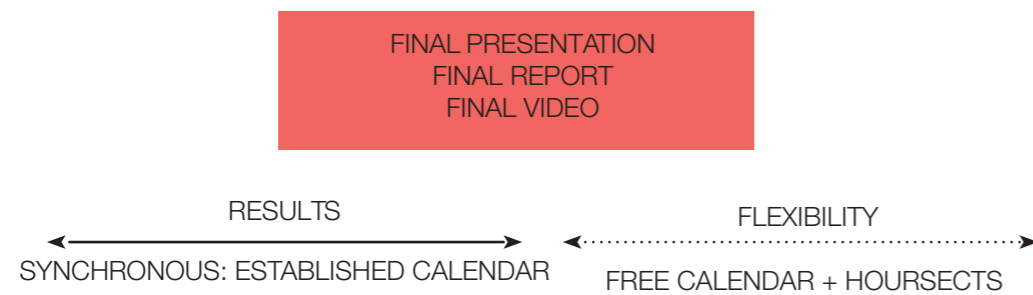 FINAL PRESENTATION
FINAL REPORT
FINAL VIDEO
RESULTS
SYNCHRONOUS: ESTABLISHED CALENDAR
FLEXIBILITY
FREE CALENDAR + HOURSECTS